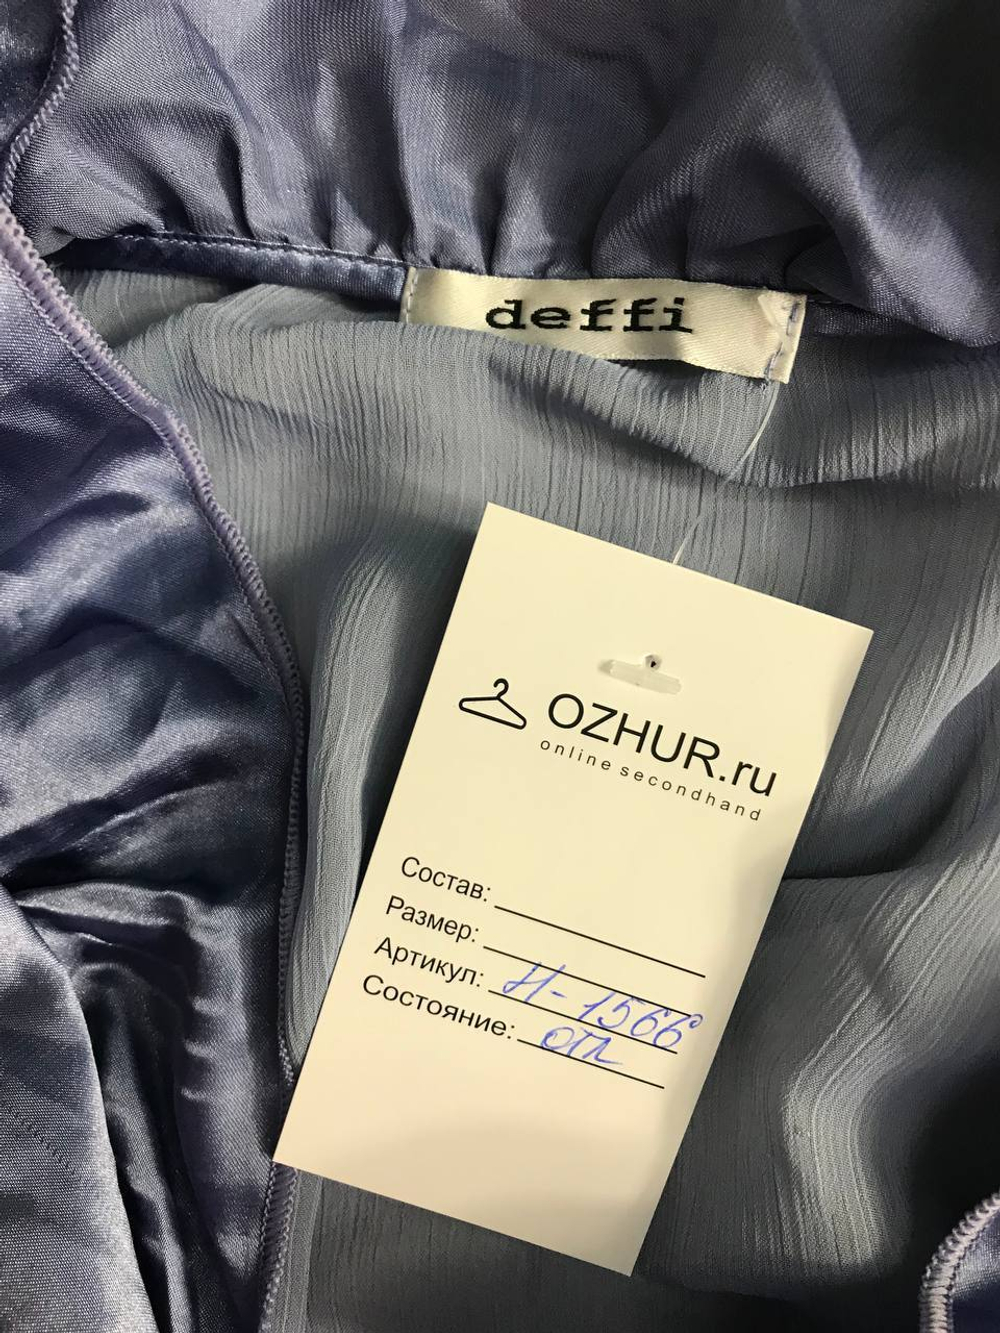 deffi
OZHUR.ru
online secondhand
Состав:
Размер:
Артикул: Н-1566
Состояние: отл